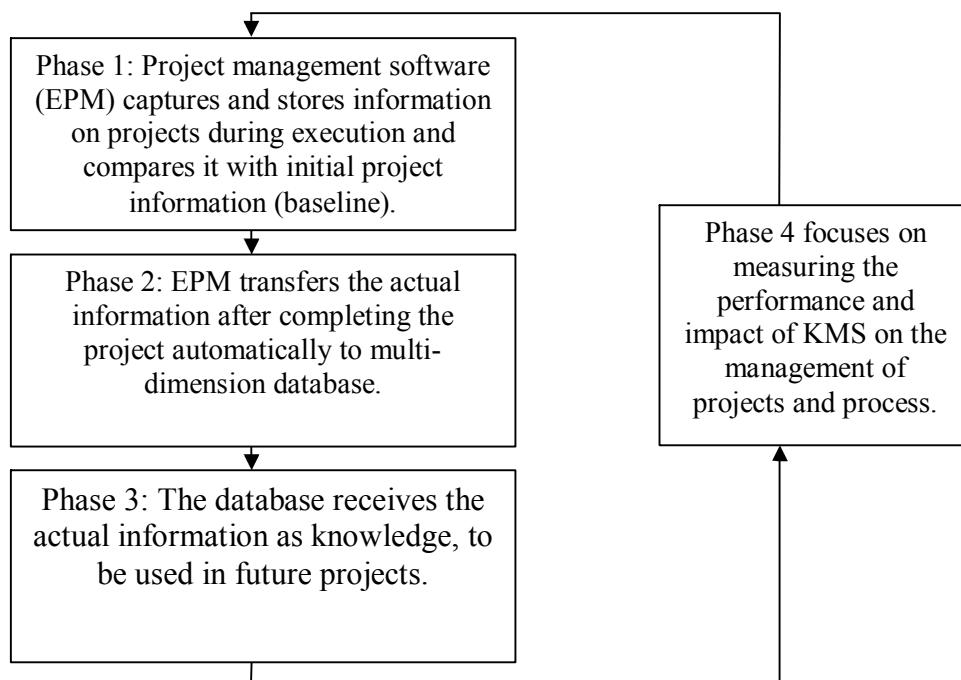 Phase 1: Project management software
(EPM) captures and stores information
on projects during execution and
compares it with initial project
information (baseline).
Phase 2: EPM transfers the actual
information after completing the
project automatically to multi-
dimension database.
Phase 3: The database receives the
actual information as knowledge, to
be used in future projects.
Phase 4 focuses on
measuring the
performance and
impact of KMS on the
management of
projects and process.